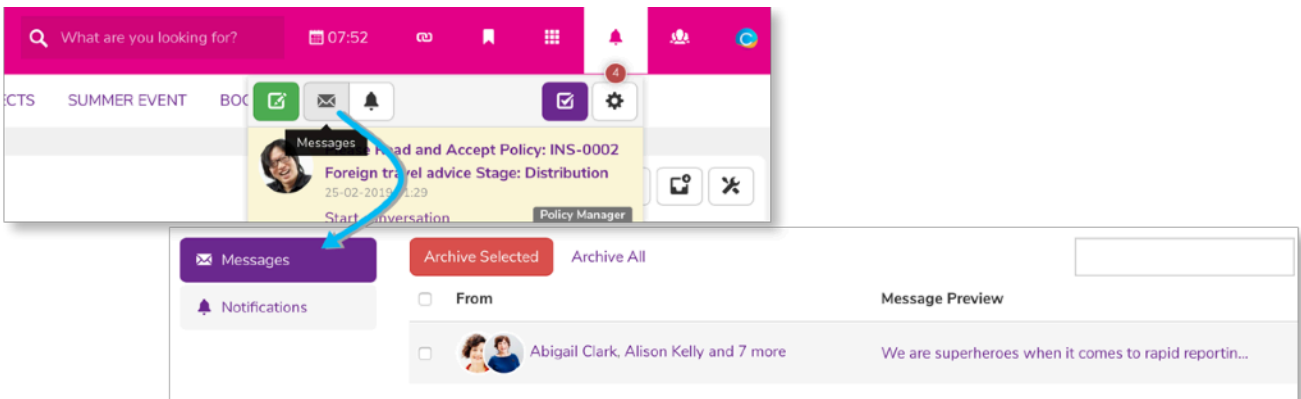 What are you looking for?
07:52
4
ECTS SUMMER EVENT BOO
Messages
Read and Accept Policy: INS-0002
Foreign travel advice Stage: Distribution
25-02-2019
Start conversation
Policy Manager
Messages
Archive Selected
Archive All
From
Message Preview
Notifications
Abigail Clark, Alison Kelly and 7 more
We are superheroes when it comes to rapid reportin...